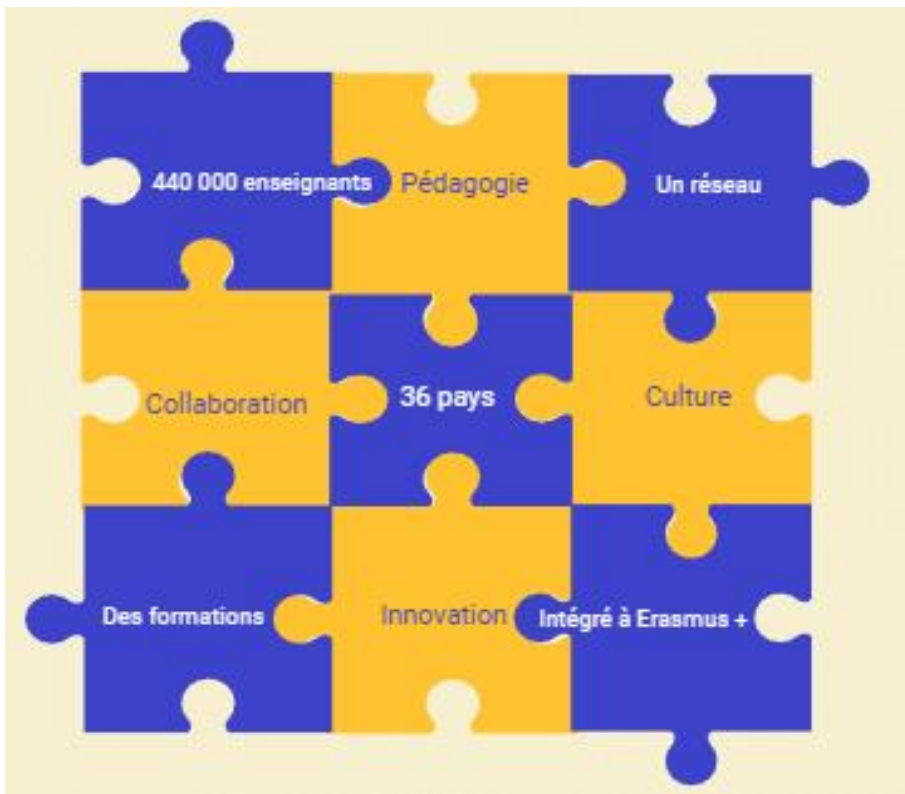 440 000 enseignants
Pédagogie
Un réseau
Collaboration
36 pays
Culture
Des formations
Innovation
Intégré à Erasmus +